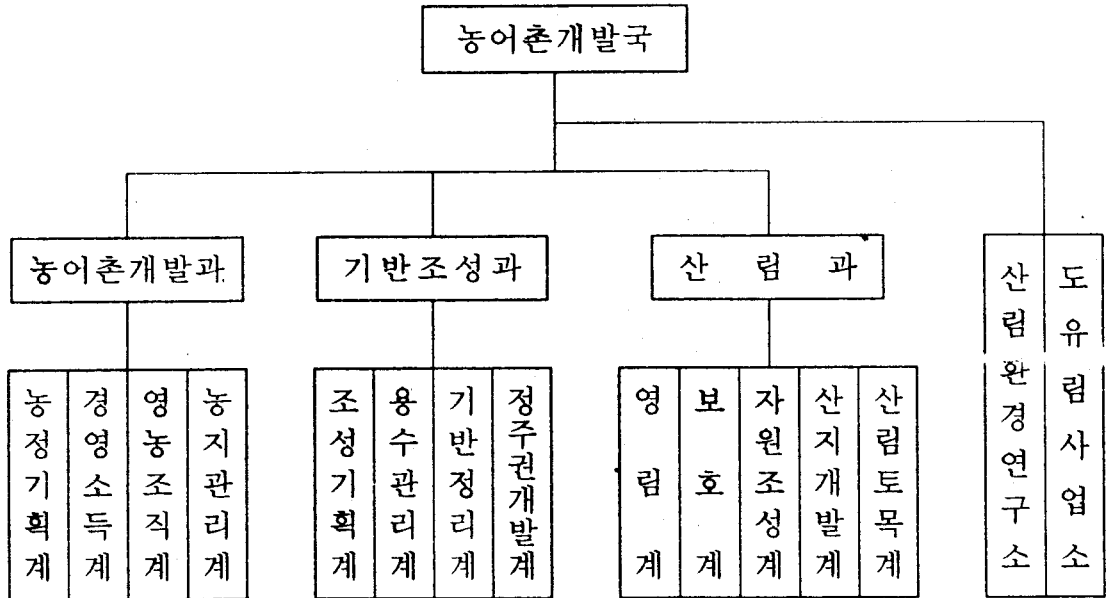 농어촌개발국
농어촌개발과
기반조성과
산림과
산림환경연구소
도유림사업소
농정기획계
경영소득계
영농조직계
농지관리계
조성기획계
용수관리계
기반정리계
정주권개발계
영림계
보호계
자원조성계
산지개발계
산림토목계